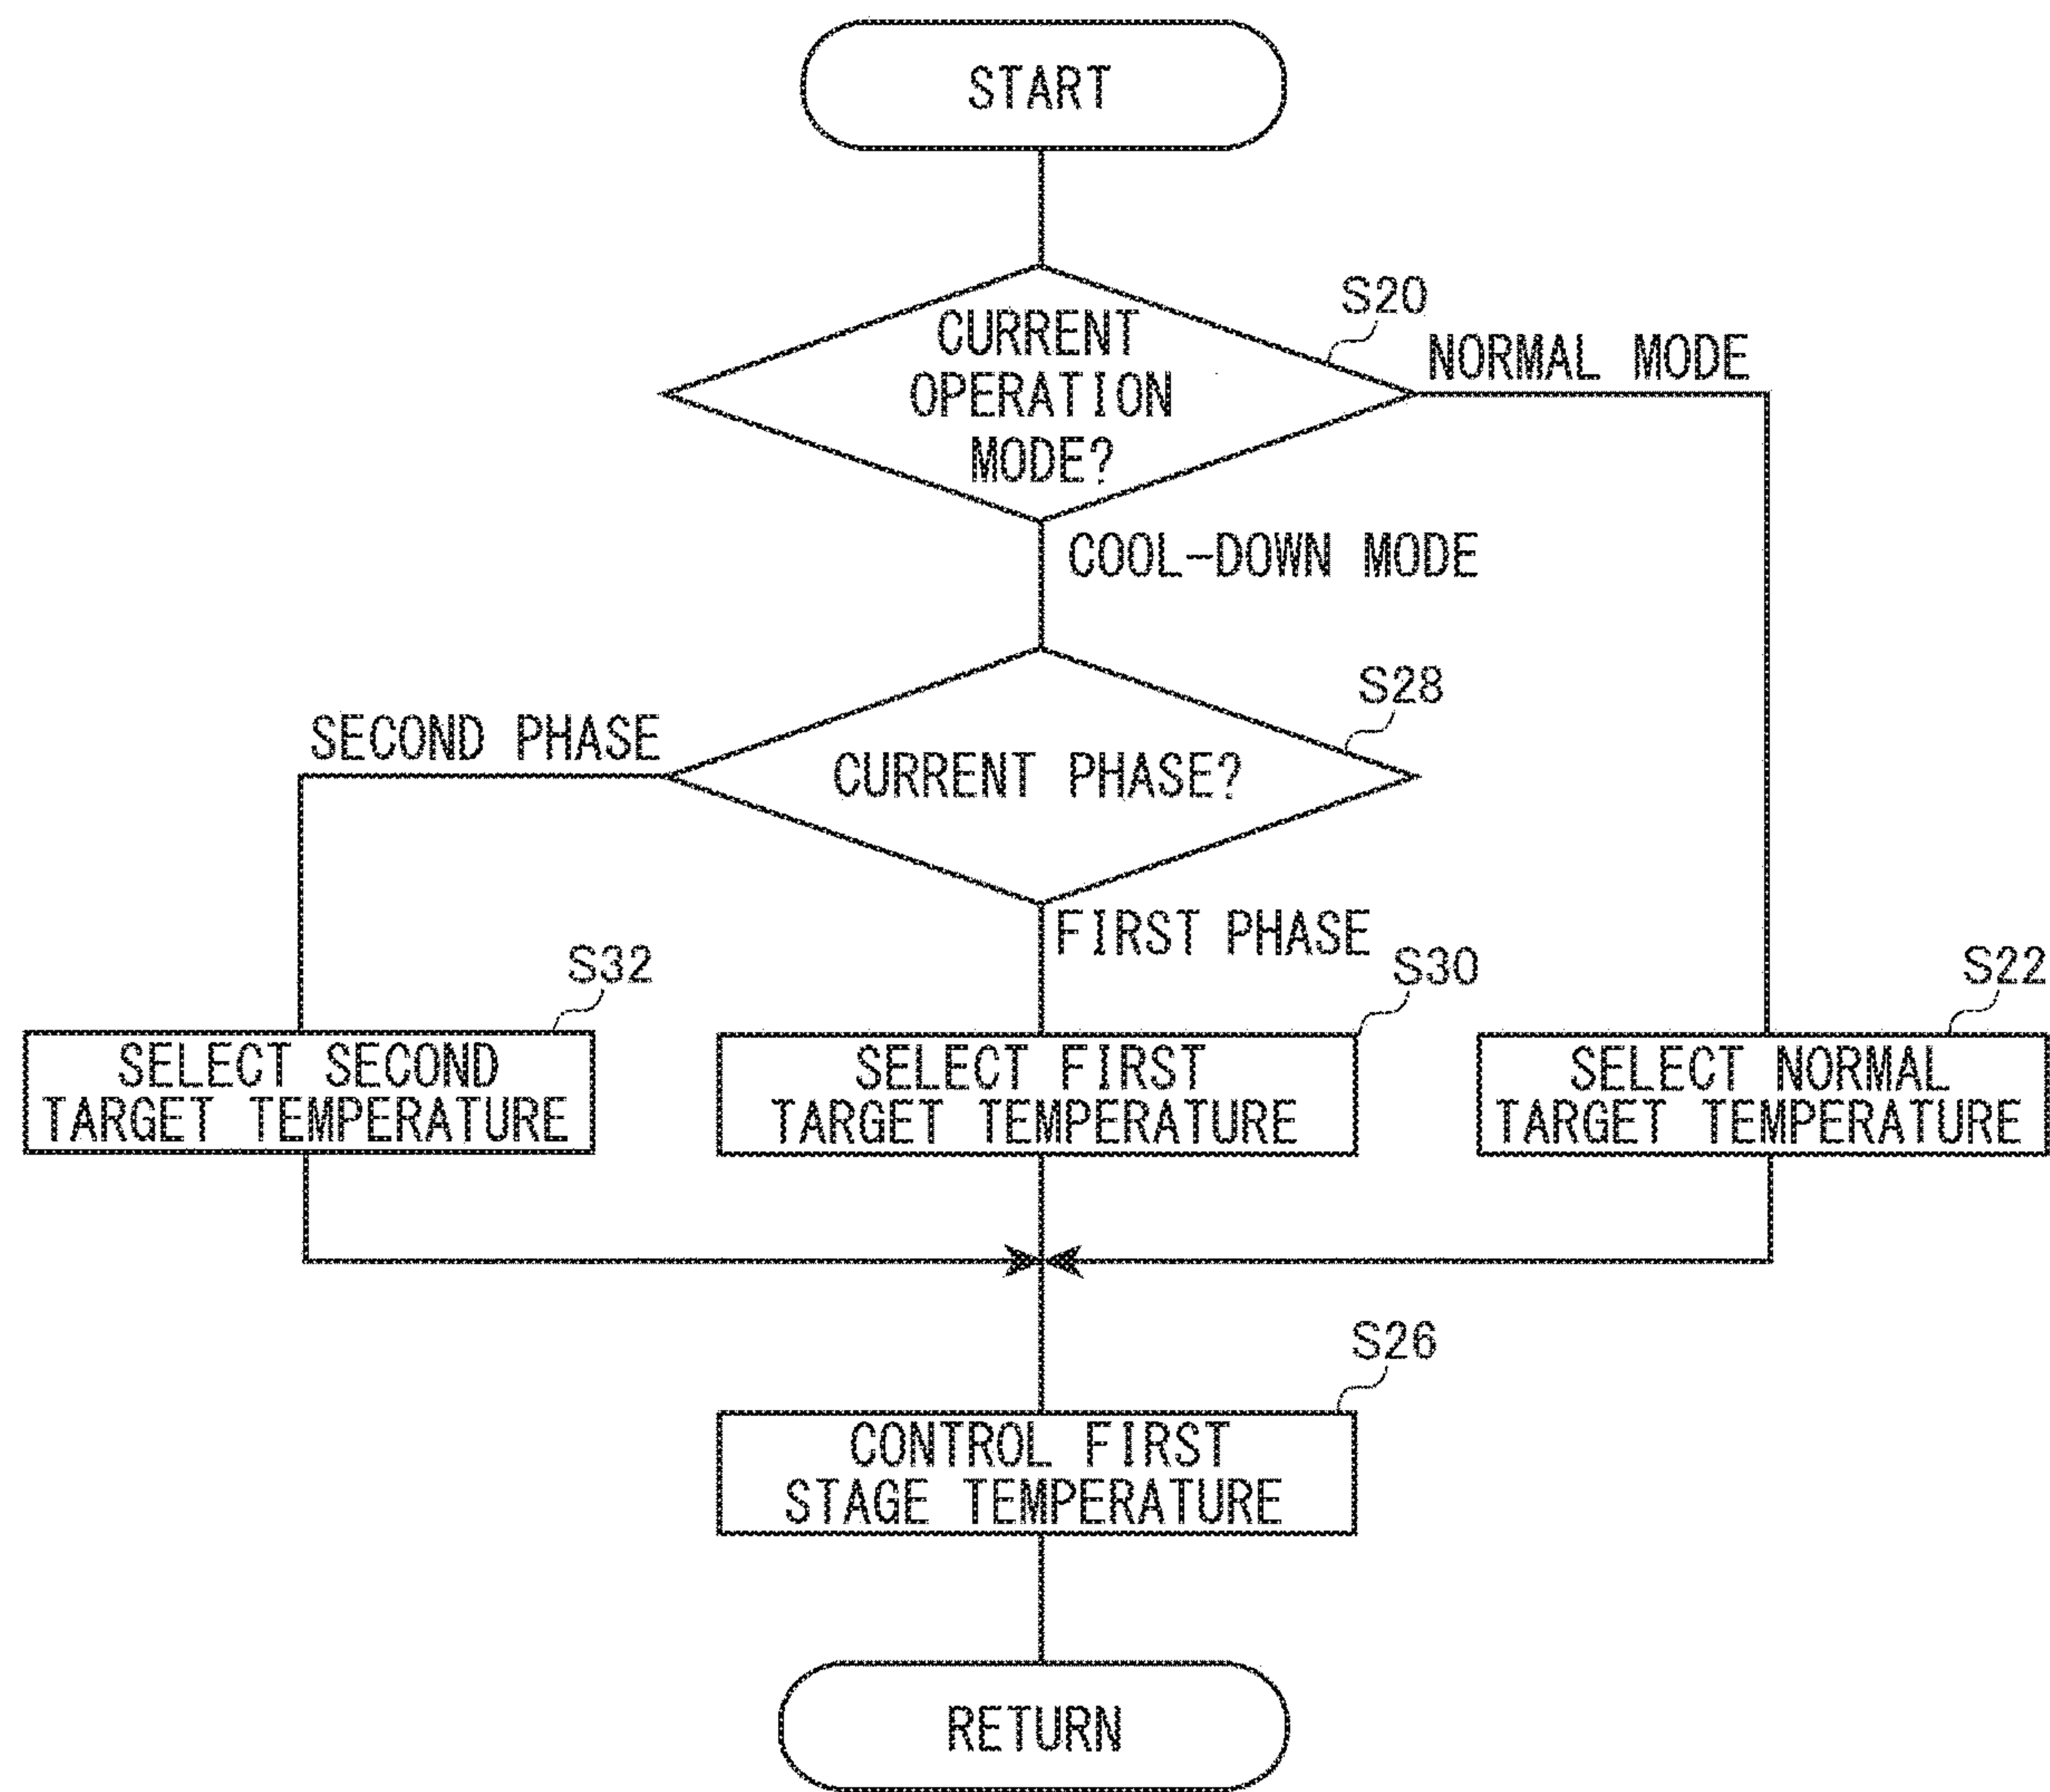 START
S20
CURRENT
OPERATION
MODE?
NORMAL MODE
COOL-DOWN MODE
S28
SECOND PHASE
CURRENT PHASE?
FIRST PHASE
S32
S30
S22
SELECT SECOND
TARGET TEMPERATURE
SELECT FIRST
TARGET TEMPERATURE
SELECT NORMAL
TARGET TEMPERATURE
S26
CONTROL FIRST
STAGE TEMPERATURE
RETURN